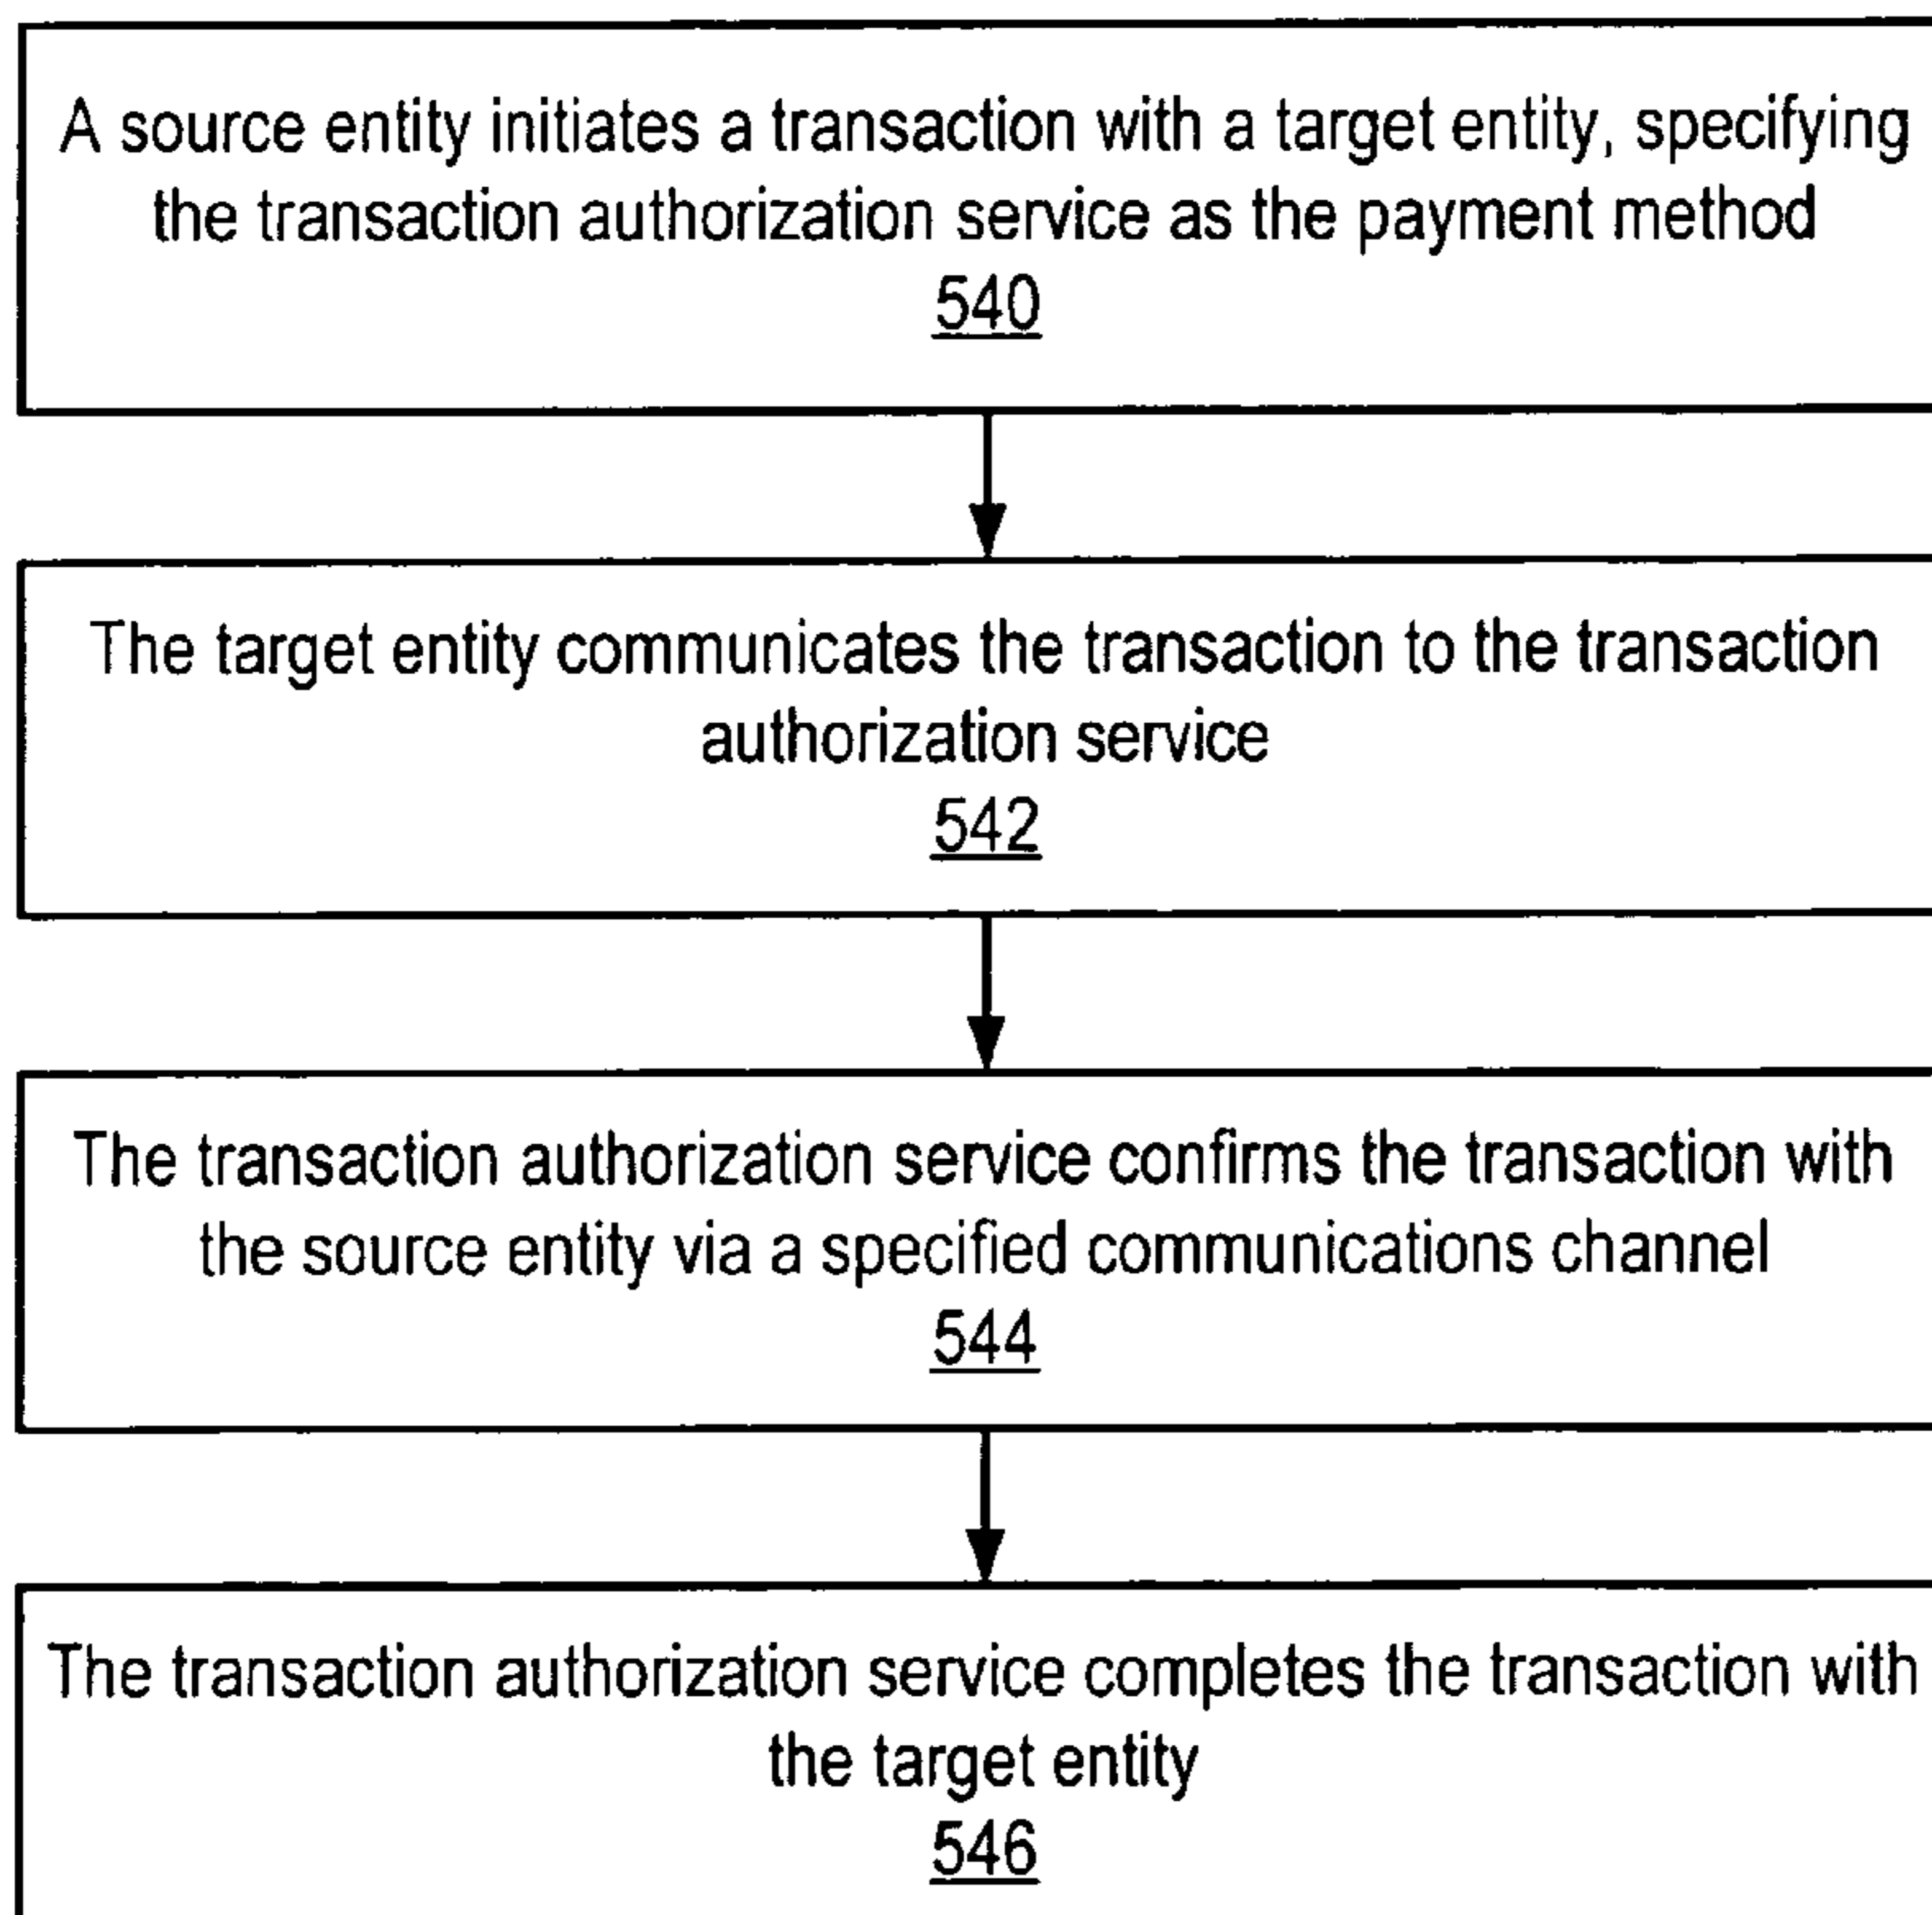 A source entity initiates a transaction with a target entity, specifying
the transaction authorization service as the payment method
540
The target entity communicates the transaction to the transaction
authorization service
542
The transaction authorization service confirms the transaction with
the source entity via a specified communications channel
544
The transaction authorization service completes the transaction with
the target entity
546